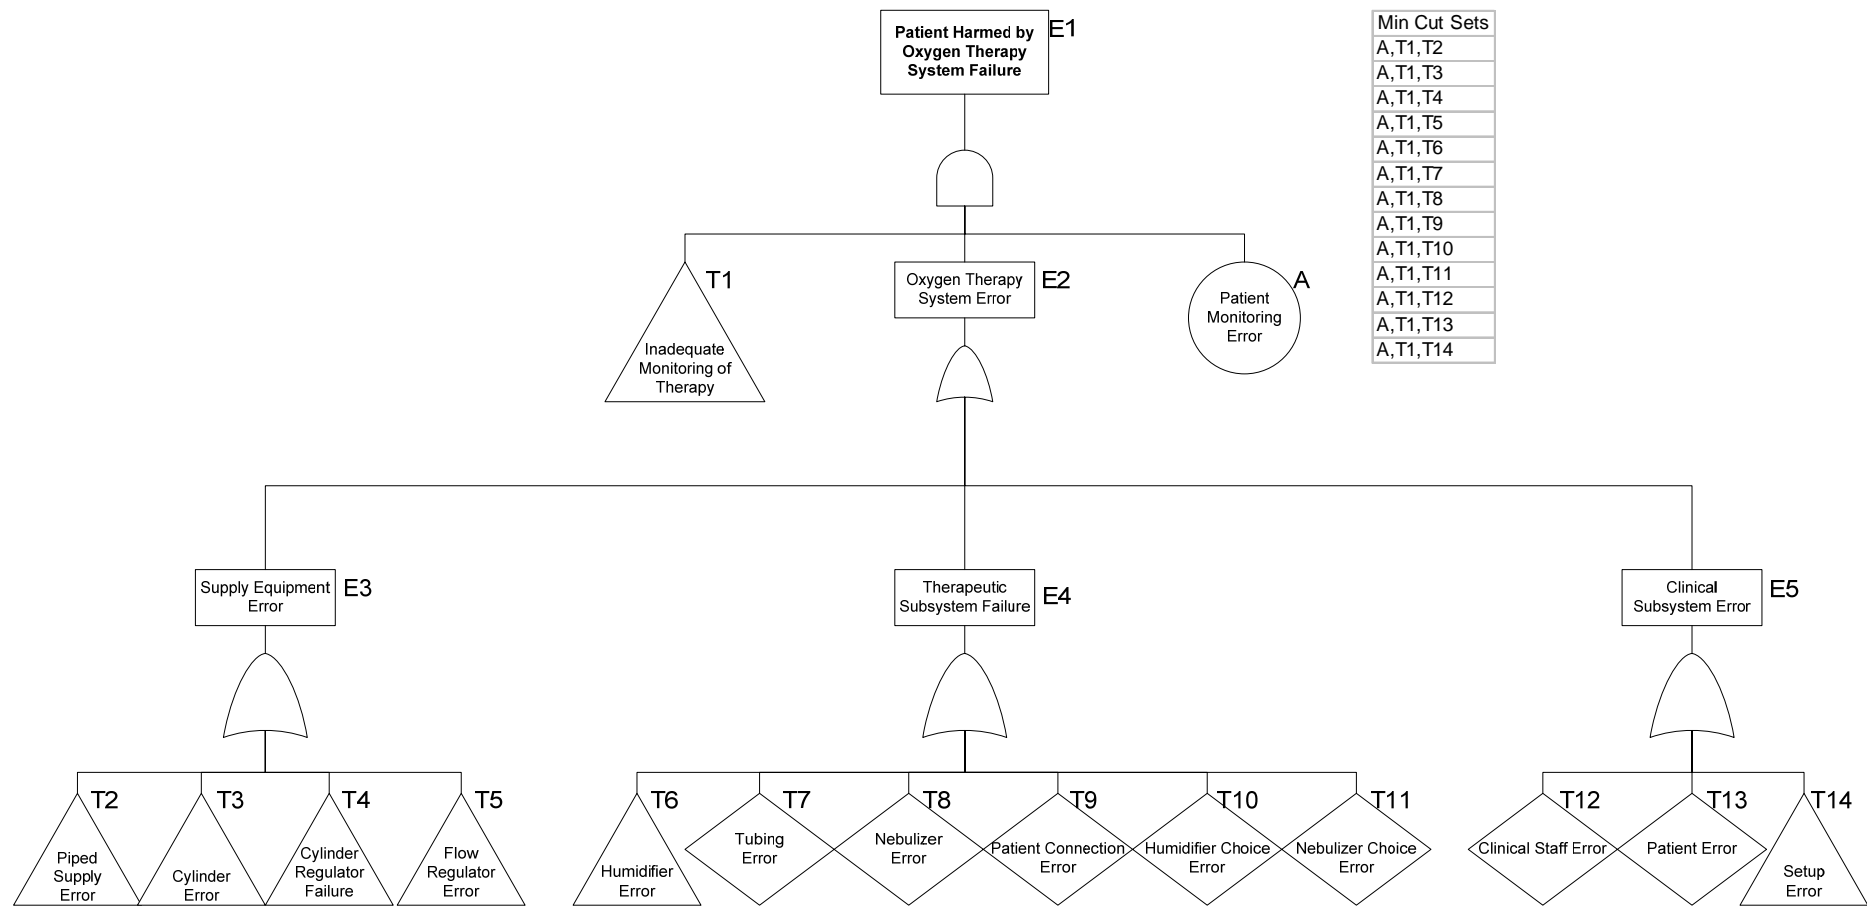 Patient Harmed by
Oxygen Therapy
System Failure
E1
Min Cut Sets
A,T1,T2
A,T1,T3
A,T1,T4
A,T1,T5
A,T1,T6
A,T1,T7
A,T1,T8
A,T1,T9
A,T1,T10
A,T1,T11
A,T1,T12
A,T1,T13
A,T1,T14
T1
Inadequate
Monitoring of
Therapy
Oxygen Therapy
System Error
E2
A
Patient
Monitoring
Error
Supply Equipment
Error
E3
Therapeutic
Subsystem Failure
E4
Clinical
Subsystem Error
E5
T2
Piped
Supply
Error
T3
Cylinder
Error
T4
Cylinder
Regulator
Failure
T5
Flow
Regulator
Error
T6
Humidifier
Error
T7
Tubing
Error
T8
Nebulizer
Error
T9
Patient Connection
Error
T10
Humidifier Choice
Error
T11
Nebulizer Choice
Error
T12
Clinical Staff Error
T13
Patient Error
T14
Setup
Error